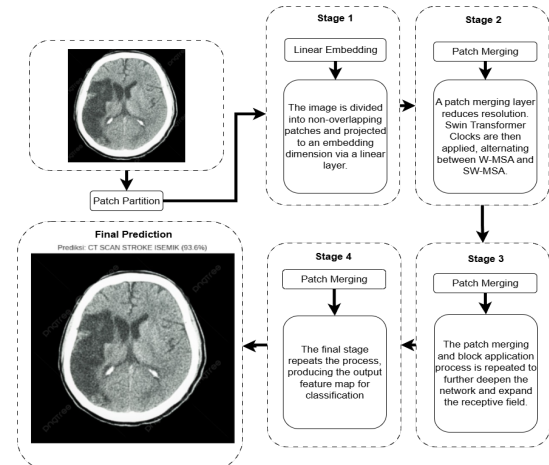 Patch Partition
Stage 1
Linear Embedding
The image is divided
into non-overlapping
patches and projected
to an embedding
dimension via a linear
layer.
Stage 2
Patch Merging
A patch merging layer
reduces resolution.
Swin Transformer
Clocks are then
applied, alternating
between W-MSA and
SW-MSA.
Stage 3
Patch Merging
The patch merging
and block application
process is repeated to
further deepen the
network and expand
the receptive field.
Stage 4
Patch Merging
The final stage
repeats the process,
producing the output
feature map for
classification
Final Prediction
Prediksi: CT SCAN STROKE ISEMIK (93.6%)